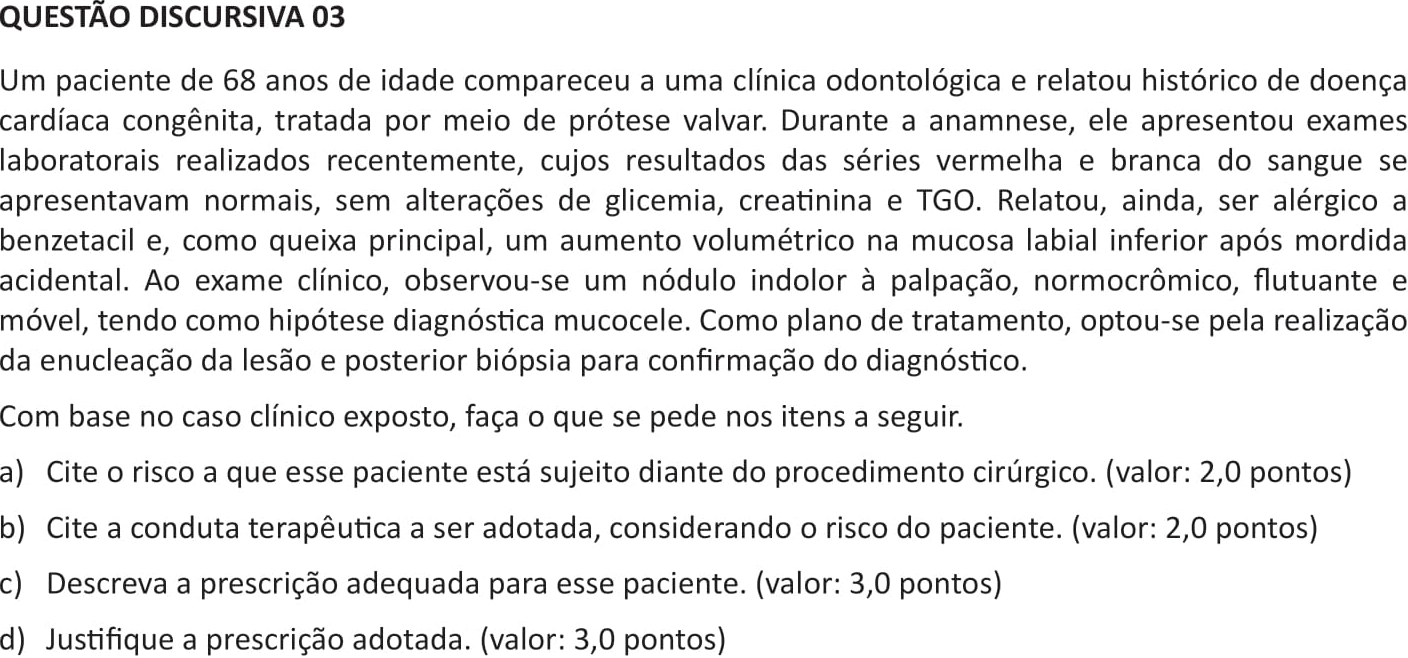 QUESTÃO DISCURSIVA 03
Um paciente de 68 anos de idade compareceu a uma clínica odontológica e relatou histórico de doença
cardíaca congênita, tratada por meio de prótese valvar. Durante a anamnese, ele apresentou exames
laboratorais realizados recentemente, cujos resultados das séries vermelha e branca do sangue se
apresentavam normais, sem alterações de glicemia, creatinina e TGO. Relatou, ainda, ser alérgico a
benzetacil e, como queixa principal, um aumento volumétrico na mucosa labial inferior após mordida
acidental. Ao exame clínico, observou-se um nódulo indolor à palpação, normocrômico, flutuante e
móvel, tendo como hipótese diagnóstica mucocele. Como plano de tratamento, optou-se pela realização
da enucleação da lesão e posterior biópsia para confirmação do diagnóstico.
Com base no caso clínico exposto, faça o que se pede nos itens a seguir.
a) Cite o risco a que esse paciente está sujeito diante do procedimento cirúrgico. (valor: 2,0 pontos)
b) Cite a conduta terapêutica a ser adotada, considerando o risco do paciente. (valor: 2,0 pontos)
c) Descreva a prescrição adequada para esse paciente. (valor: 3,0 pontos)
d) Justifique a prescrição adotada. (valor: 3,0 pontos)